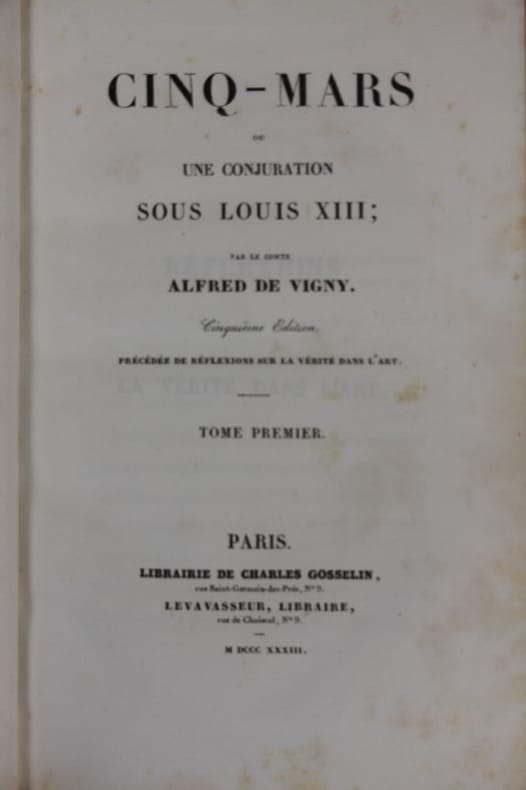 CINQ-MARS
OU
UNE CONJURATION
SOUS LOUIS XIII;
PAR LE COMTE
ALFRED DE VIGNY.
Cinquième Edition,
PRÉCÉDÉE DE RÉFLEXIONS SUR LA VÉRITÉ DANS L'ART.
TOME PREMIER.
PARIS.
LIBRAIRIE DE CHARLES GOSSELIN,
rue Saint-Germain-des-Prés, N° 9.
LEVAVASSEUR, LIBRAIRE,
rue de Choiseul, N° 9.
M DCCC XXXIII.